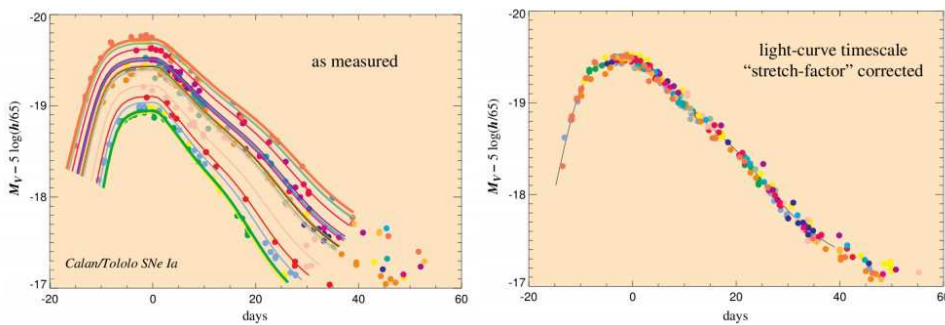 -20
as measured
-19
M_V – 5 log(h/65)
-18
Calan/Tololo SNe Ia
-17
-20 0 20 40 60
days
-20
light-curve timescale
“stretch-factor” corrected
-19
M_V – 5 log(h/65)
-18
-17
-20 0 20 40 60
days